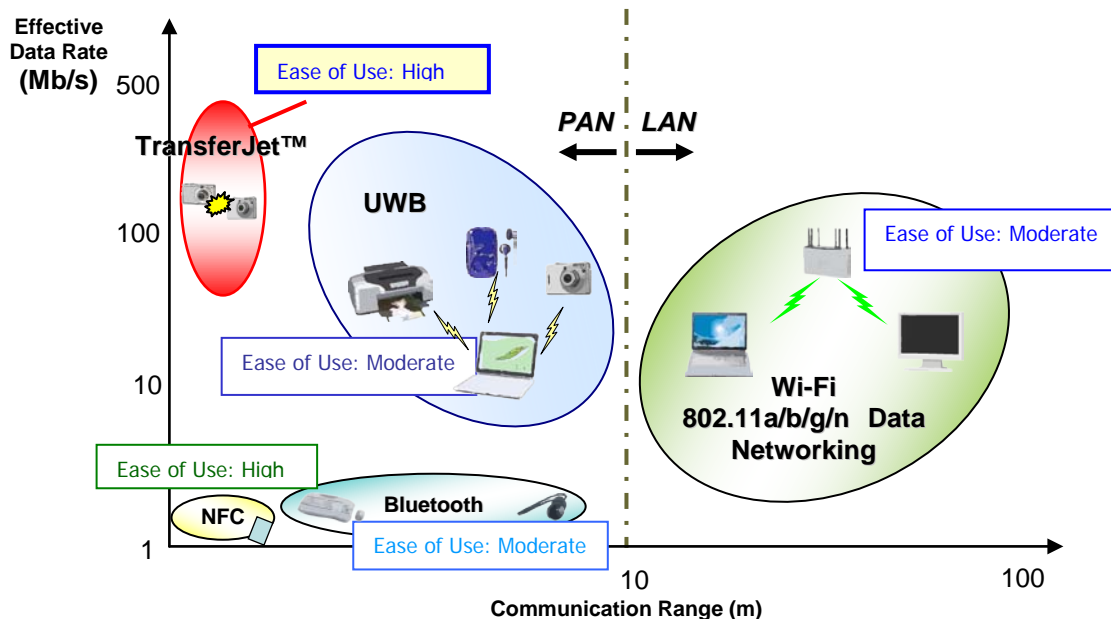 Effective
Data Rate
(Mb/s)
500
100
10
1
Ease of Use: High
TransferJet™
PAN
LAN
UWB
Ease of Use: Moderate
Ease of Use: Moderate
Wi-Fi
802.11a/b/g/n Data
Networking
Ease of Use: High
NFC
Bluetooth
Ease of Use: Moderate
10
100
Communication Range (m)